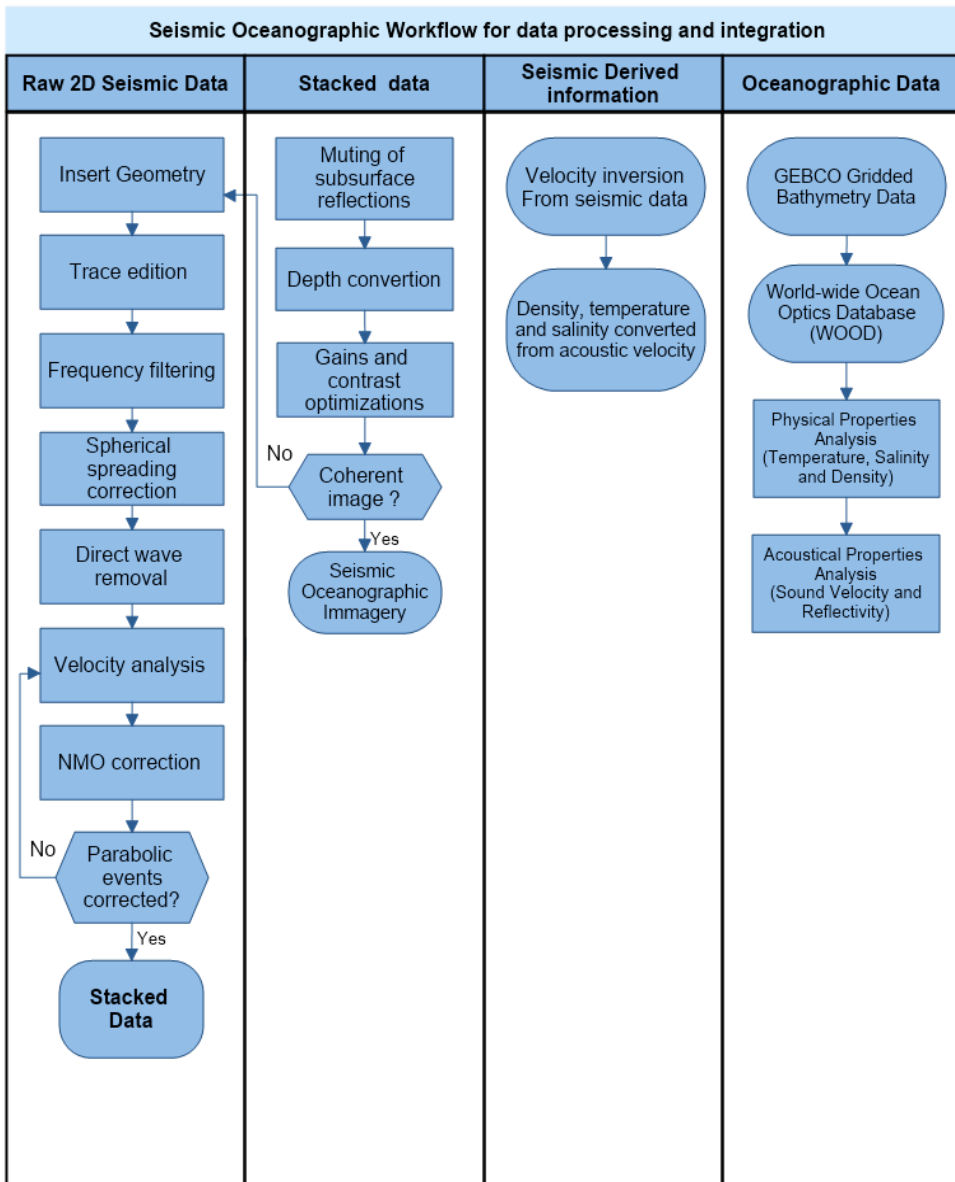 Seismic Oceanographic Workflow for data processing and integration
Raw 2D Seismic Data
Stacked data
Seismic Derived
information
Oceanographic Data
Insert Geometry
Trace edition
Frequency filtering
Spherical
spreading
correction
Direct wave
removal
Velocity analysis
NMO correction
No
Parabolic
events
corrected?
Yes
Stacked
Data
Muting of
subsurface
reflections
Depth convertion
Gains and
contrast
optimizations
No
Coherent
image ?
Yes
Seismic
Oceanographic
Immagery
Velocity inversion
From seismic data
Density, temperature
and salinity converted
from acoustic velocity
GEBCO Gridded
Bathymetry Data
World-wide Ocean
Optics Database
(WOOD)
Physical Properties
Analysis
(Temperature, Salinity
and Density)
Acoustical Properties
Analysis
(Sound Velocity and
Reflectivity)